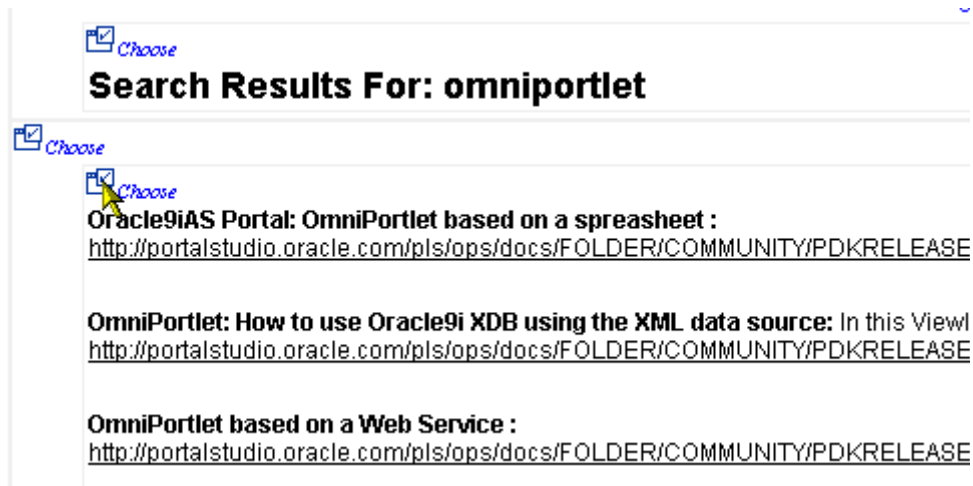 Choose
Search Results For: omniportlet
Choose
Choose
Oracle9iAS Portal: OmniPortlet based on a spreasheet :
http://portalstudio.oracle.com/pls/ops/docs/FOLDER/COMMUNITY/PDKRELEASE
OmniPortlet: How to use Oracle9i XDB using the XML data source: In this Viewl
http://portalstudio.oracle.com/pls/ops/docs/FOLDER/COMMUNITY/PDKRELEASE
OmniPortlet based on a Web Service :
http://portalstudio.oracle.com/pls/ops/docs/FOLDER/COMMUNITY/PDKRELEASE